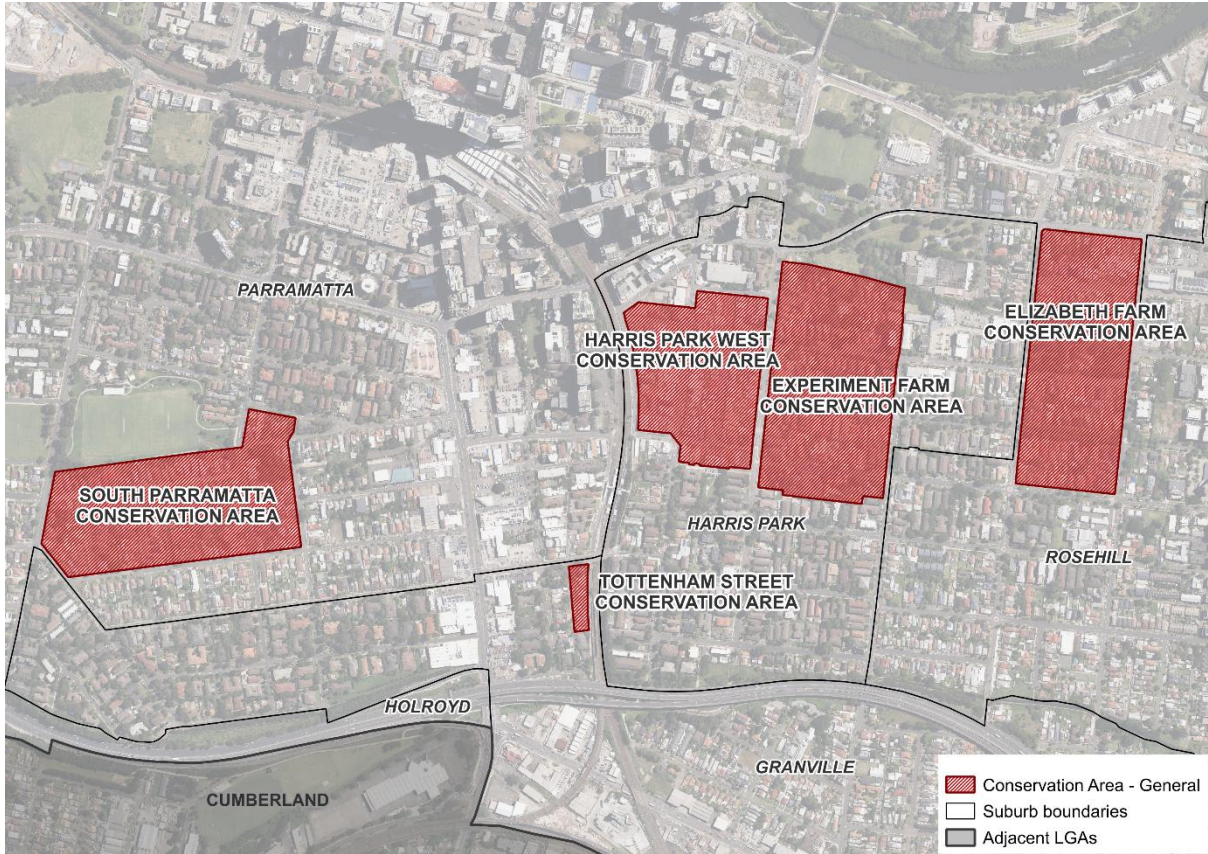 PARRAMATTA
HARRIS PARK WEST
CONSERVATION AREA
ELIZABETH FARM
CONSERVATION AREA
EXPERIMENT FARM
CONSERVATION AREA
SOUTH PARRAMATTA
CONSERVATION AREA
HARRIS PARK
ROSEHILL
TOTTENHAM STREET
CONSERVATION AREA
HOLROYD
GRANVILLE
CUMBERLAND
Conservation Area - General
Suburb boundaries
Adjacent LGAs